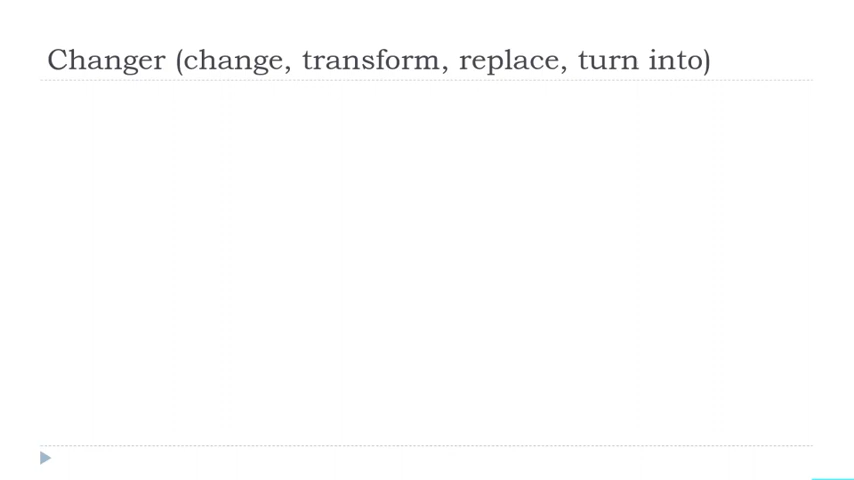 Changer (change, transform, replace, turn into)